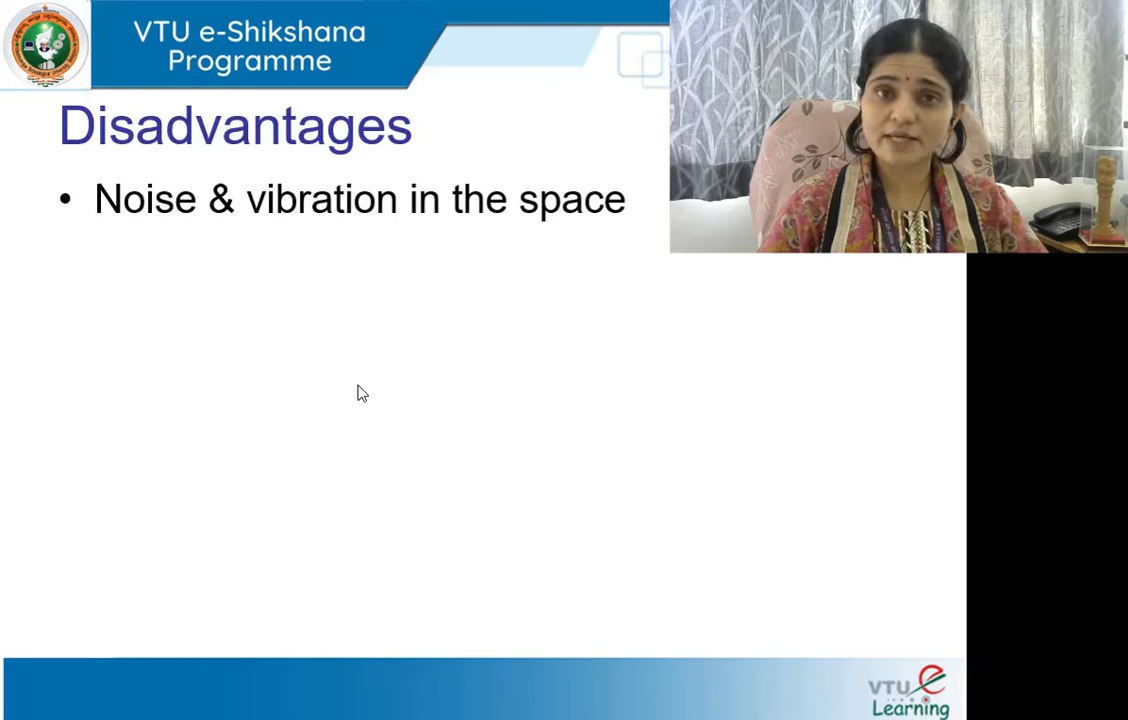 VTU e-Shikshana
Programme
Disadvantages
• Noise & vibration in the space
VTU e
Learning